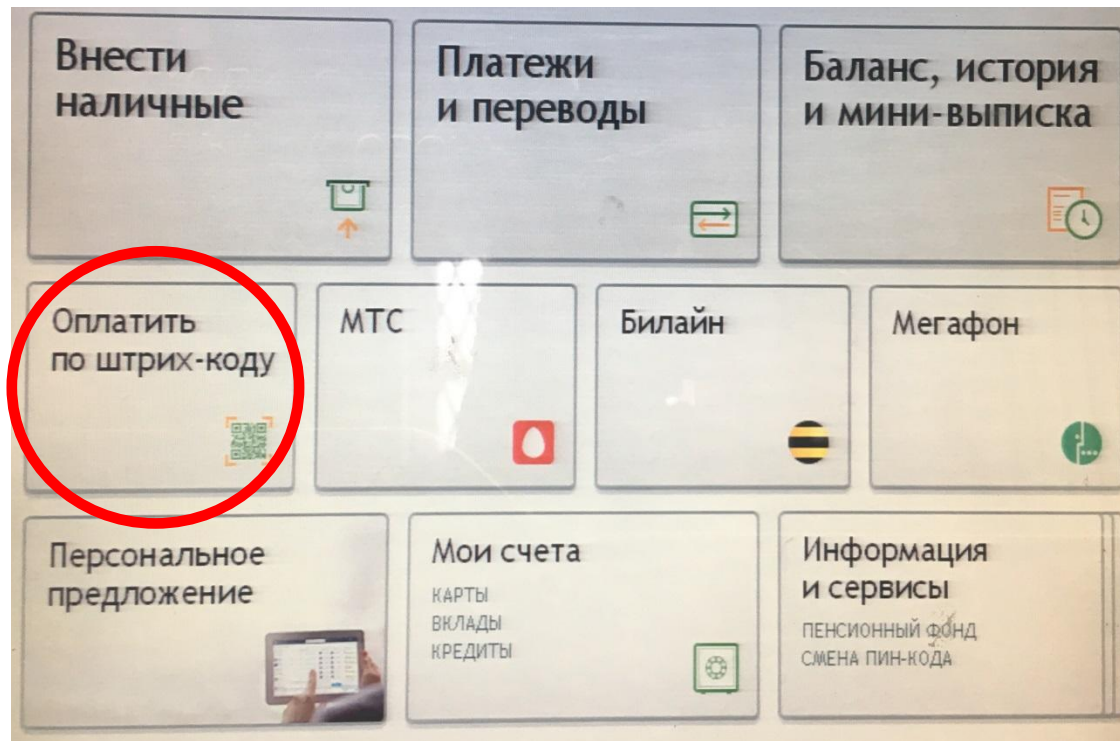 Внести
наличные
Платежи
и переводы
Баланс, история
и мини-выписка
Оплатить
по штрих-коду
МТС
Билайн
Мегафон
Персональное
предложение
Мои счета
КАРТЫ
ВКЛАДЫ
КРЕДИТЫ
Информация
и сервисы
ПЕНСИОННЫЙ ФОНД
СМЕНА ПИН-КОДА